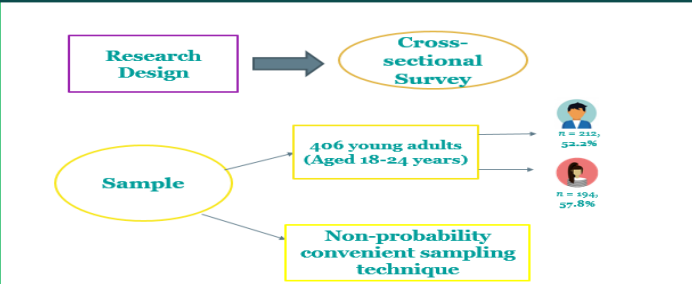 Research
Design
Cross-
sectional
Survey
Sample
406 young adults
(Aged 18-24 years)
n = 212,
52.2%
n = 194,
57.8%
Non-probability
convenient sampling
technique